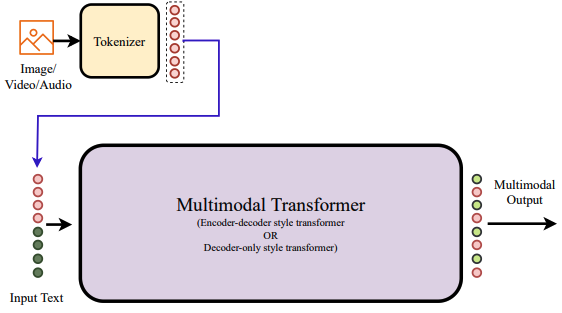 Tokenizer
Image/
Video/Audio
Multimodal Transformer
(Encoder-decoder style transformer
OR
Decoder-only style transformer)
Multimodal
Output
Input Text